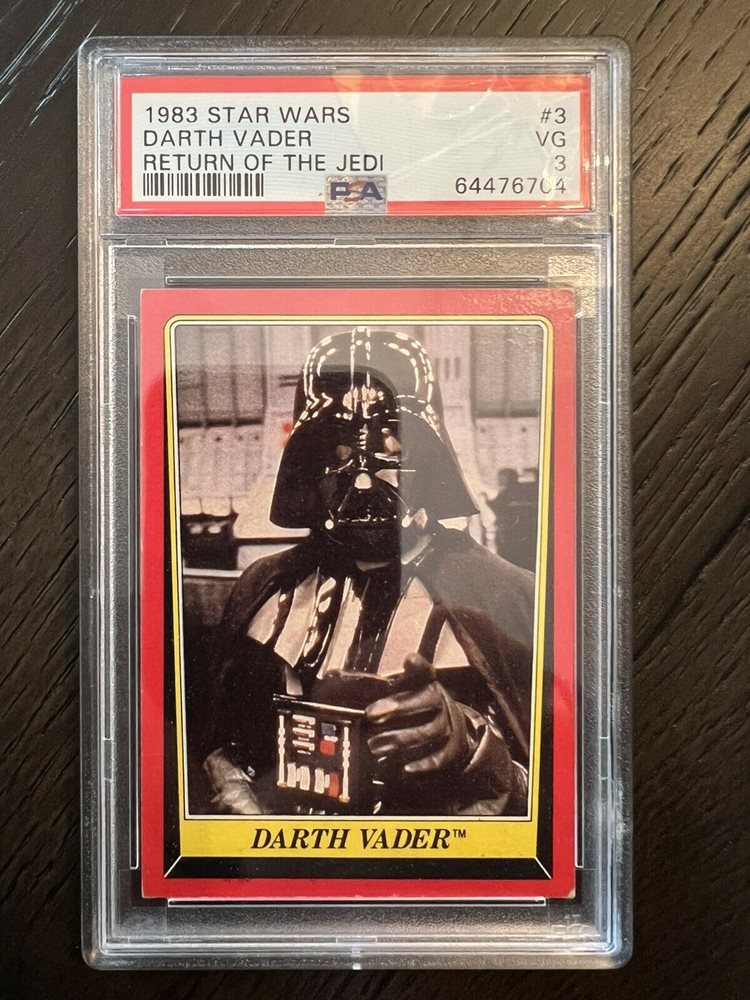 1983 STAR WARS #3
DARTH VADER VG
RETURN OF THE JEDI 3
PSA 64476704
DARTH VADER™